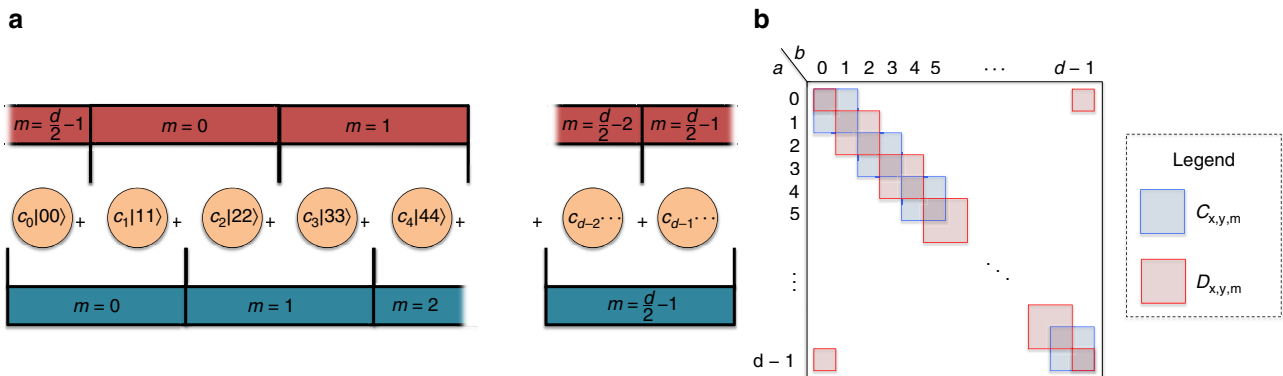 a
m = d/2 −1 m = 0 m = 1 m = d/2 −2 m = d/2 −1
c0|00⟩ + c1|11⟩ + c2|22⟩ + c3|33⟩ + c4|44⟩ + + cd−2··· + cd−1···
m = 0 m = 1 m = 2 m = d/2 −1
b
b
a
0 1 2 3 4 5 ··· d − 1
0
1
2
3
4
5
⋮
⋱
d − 1
Legend
Cx,y,m
Dx,y,m